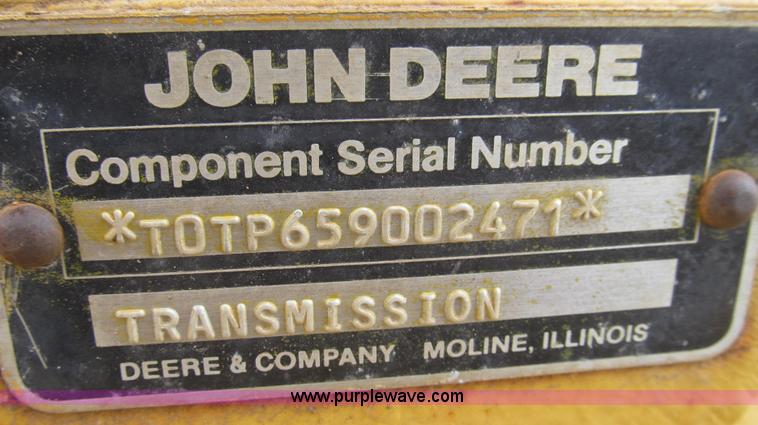 JOHN DEERE
Component Serial Number
*T0TP659002471*
TRANSMISSION
DEERE & COMPANY MOLINE, ILLINOIS
www.purplewave.com